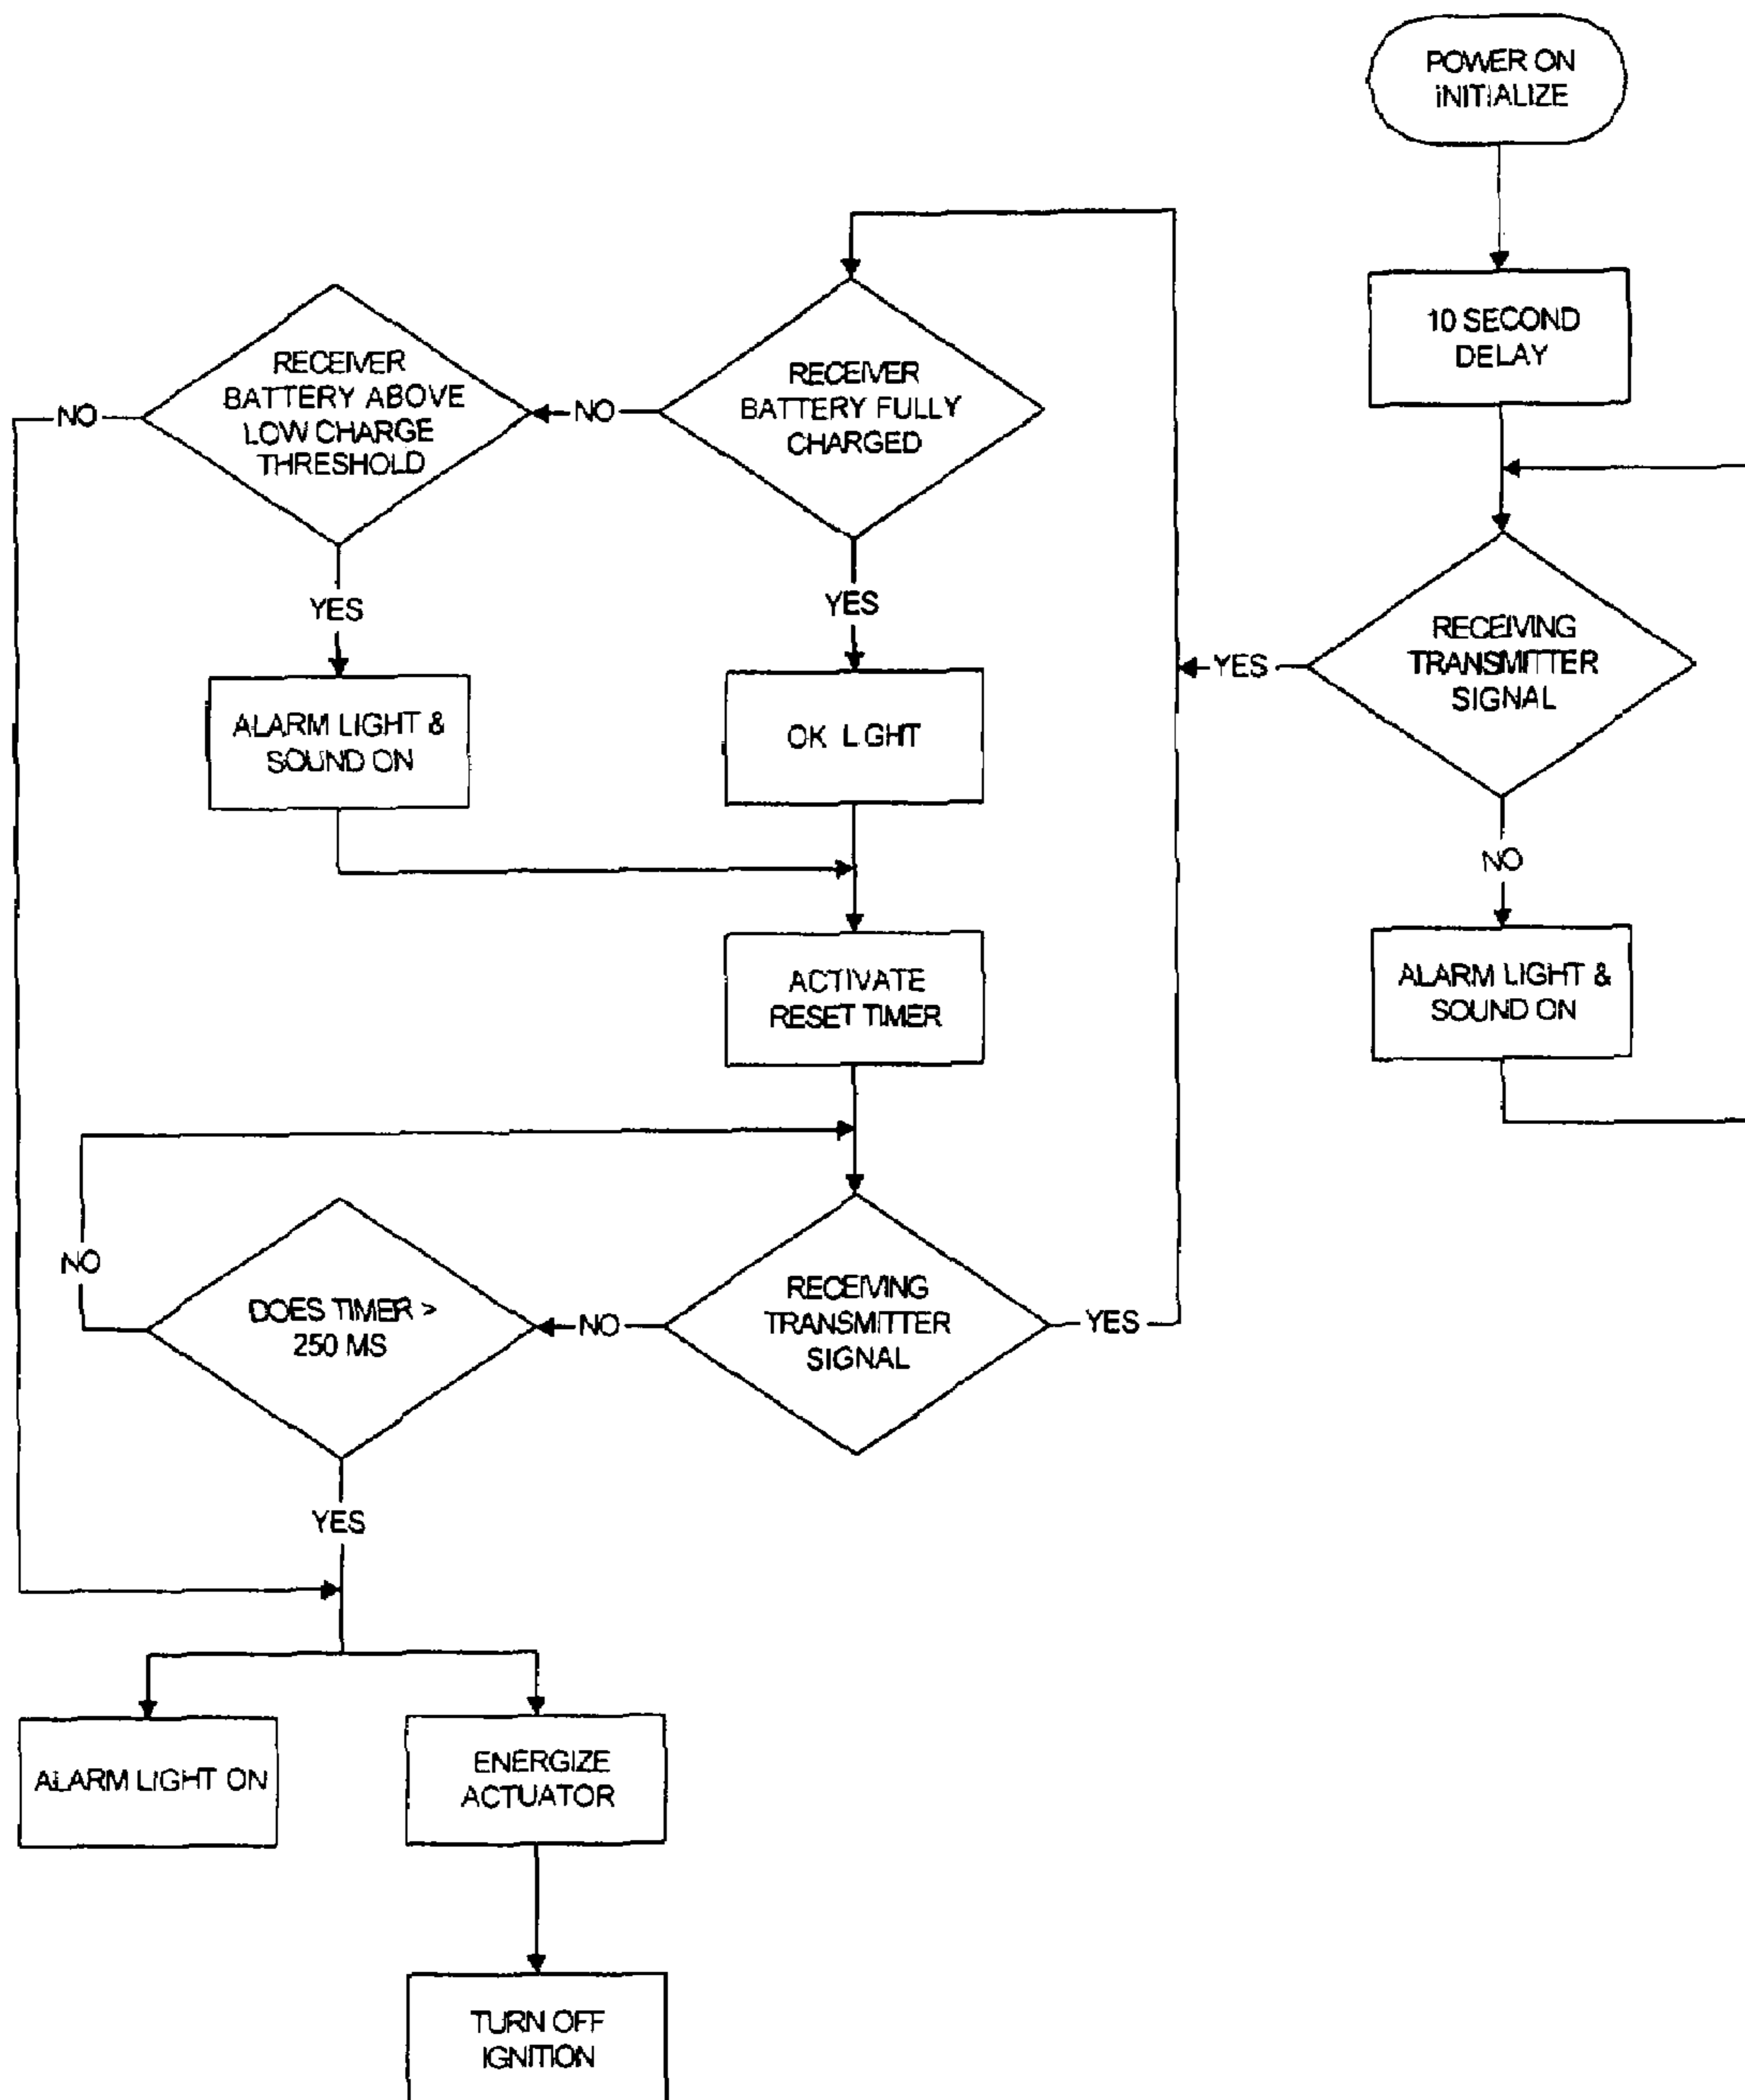 POWER ON
INITIALIZE
10 SECOND
DELAY
RECEIVING
TRANSMITTER
SIGNAL
YES
NO
ALARM LIGHT &
SOUND ON
RECEIVER
BATTERY FULLY
CHARGED
NO
YES
RECEIVER
BATTERY ABOVE
LOW CHARGE
THRESHOLD
NO
YES
ALARM LIGHT &
SOUND ON
OK LIGHT
ACTIVATE
RESET TIMER
RECEIVING
TRANSMITTER
SIGNAL
YES
NO
DOES TIMER >
250 MS
NO
YES
ALARM LIGHT ON
ENERGIZE
ACTUATOR
TURN OFF
IGNITION